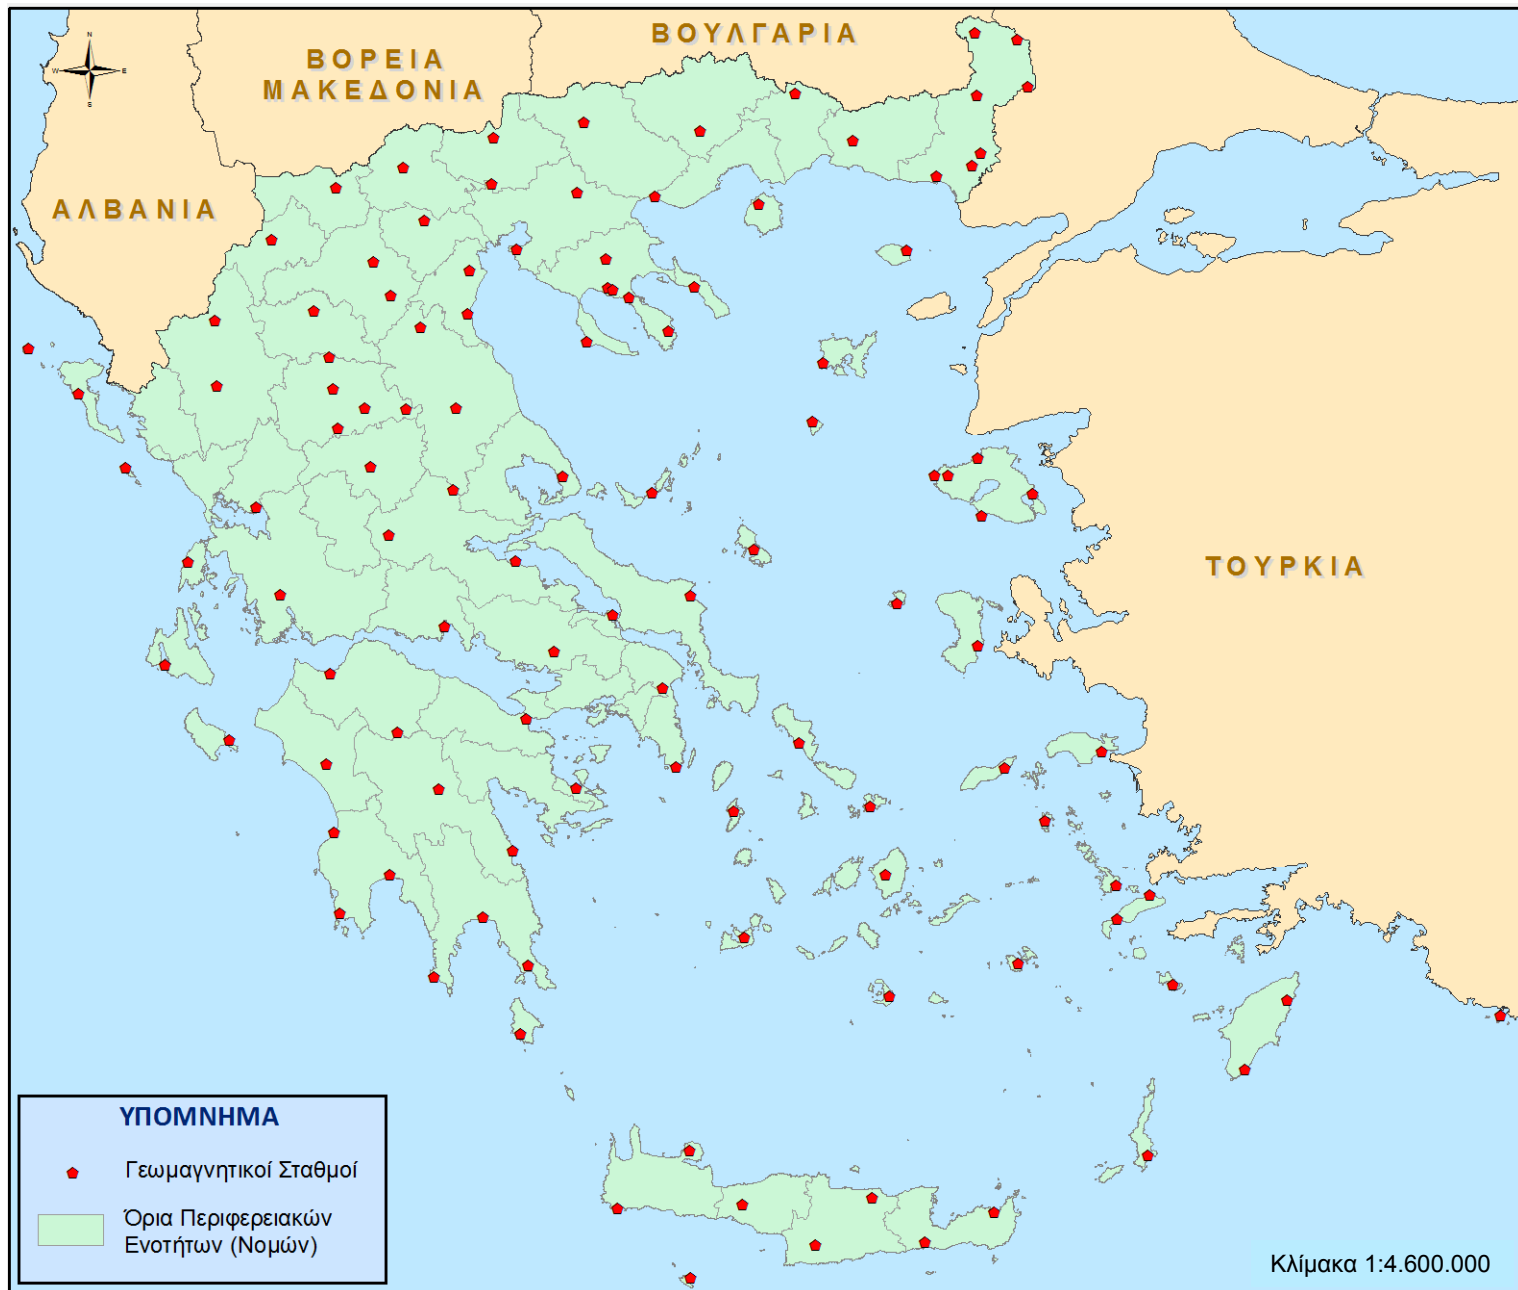 ΒΟΥΛΓΑΡΙΑ
ΒΟΡΕΙΑ
ΜΑΚΕΔΟΝΙΑ
N
W
E
S
ΑΛΒΑΝΙΑ
ΤΟΥΡΚΙΑ
ΥΠΟΜΝΗΜΑ
Γεωμαγνητικοί Σταθμοί
Όρια Περιφερειακών
Ενοτήτων (Νομών)
Κλίμακα 1:4.600.000